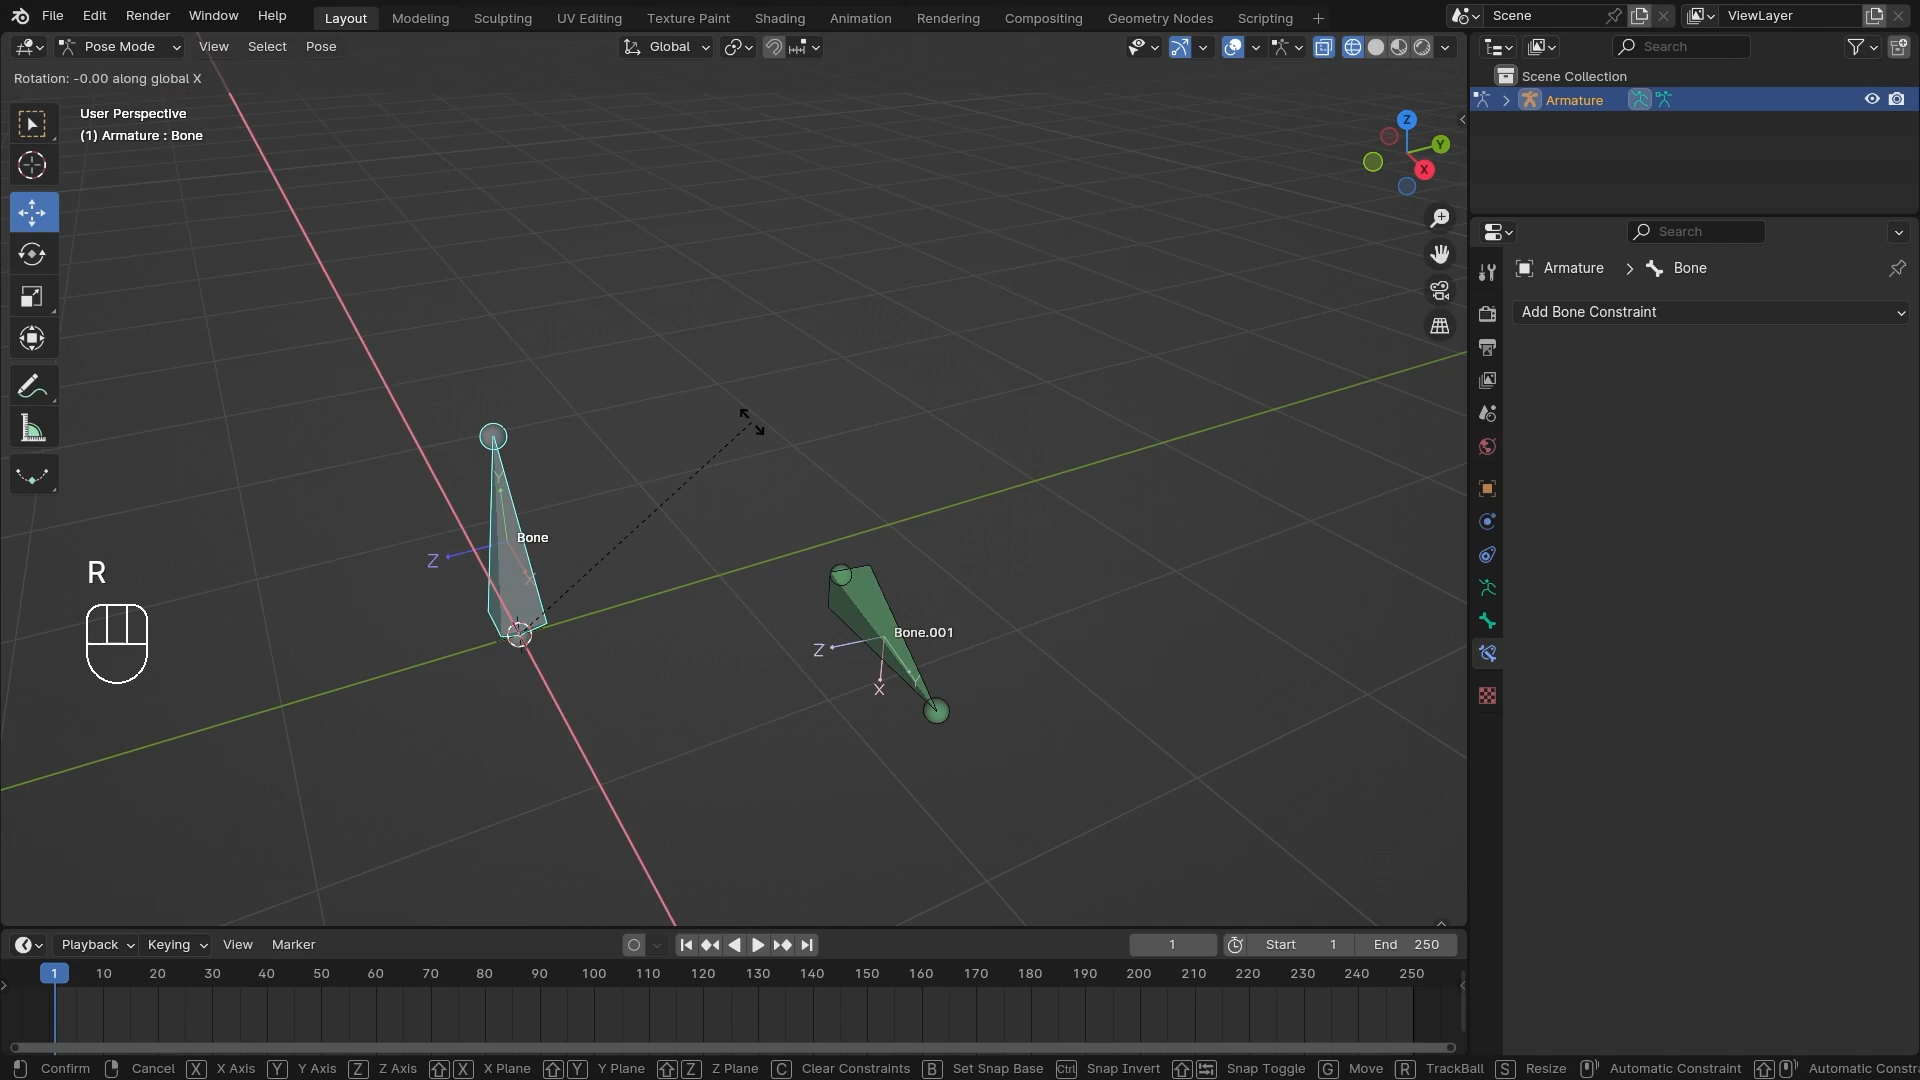 File Edit Render Window Help Layout Modeling Sculpting UV Editing Texture Paint Shading Animation Rendering Compositing Geometry Nodes Scripting + Scene ViewLayer
Pose Mode View Select Pose Global Search
Rotation: -0.00 along global X
User Perspective
(1) Armature : Bone
Scene Collection
Armature
Z
Y
X
Search
Armature > Bone
Add Bone Constraint
Y
Bone
Z
X
R
Bone.001
Z
X
Y
Playback Keying View Marker 1 Start 1 End 250
1 10 20 30 40 50 60 70 80 90 100 110 120 130 140 150 160 170 180 190 200 210 220 230 240 250
Confirm Cancel X X Axis Y Y Axis Z Z Axis X X Plane Y Y Plane Z Z Plane C Clear Constraints B Set Snap Base Ctrl Snap Invert Snap Toggle G Move R TrackBall S Resize Automatic Constraint Automatic Constra